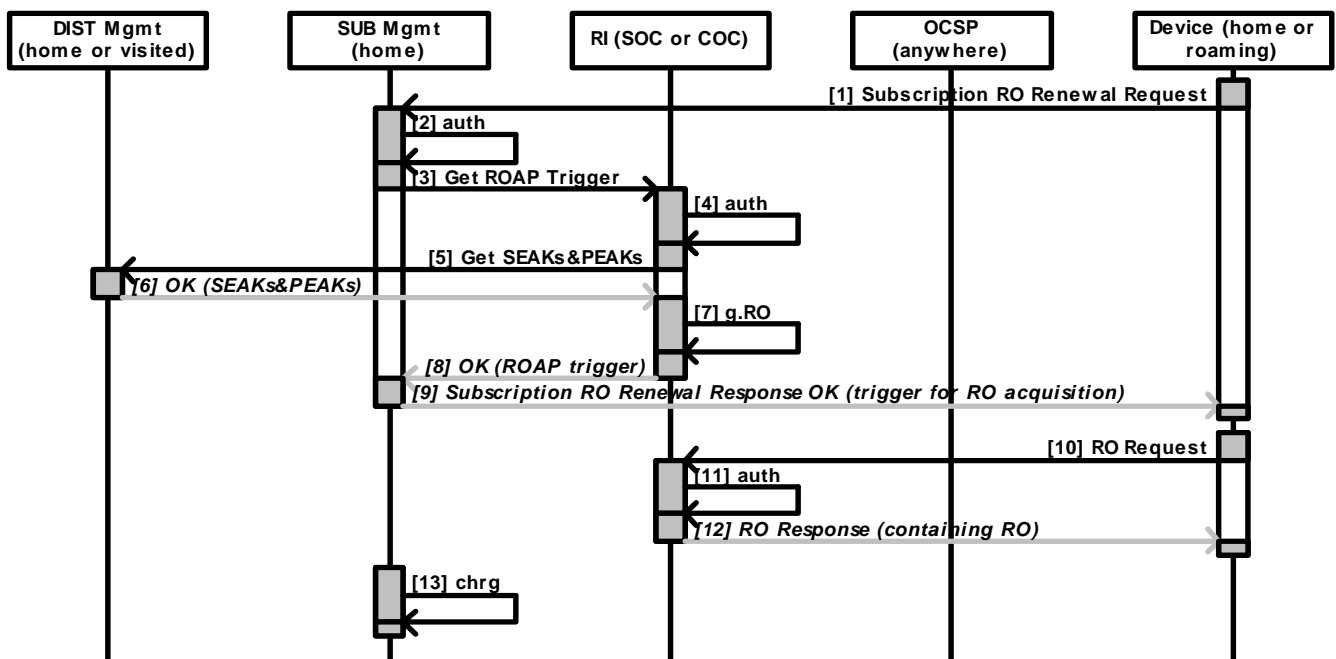 DIST Mgmt
(home or visited)
SUB Mgmt
(home)
RI (SOC or COC)
OCSP
(anywhere)
Device (home or
roaming)
[1] Subscription RO Renewal Request
[2] auth
[3] Get ROAP Trigger
[4] auth
[5] Get SEAKs&PEAKs
[6] OK (SEAKs&PEAKs)
[7] g.RO
[8] OK (ROAP trigger)
[9] Subscription RO Renewal Response OK (trigger for RO acquisition)
[10] RO Request
[11] auth
[12] RO Response (containing RO)
[13] chrg